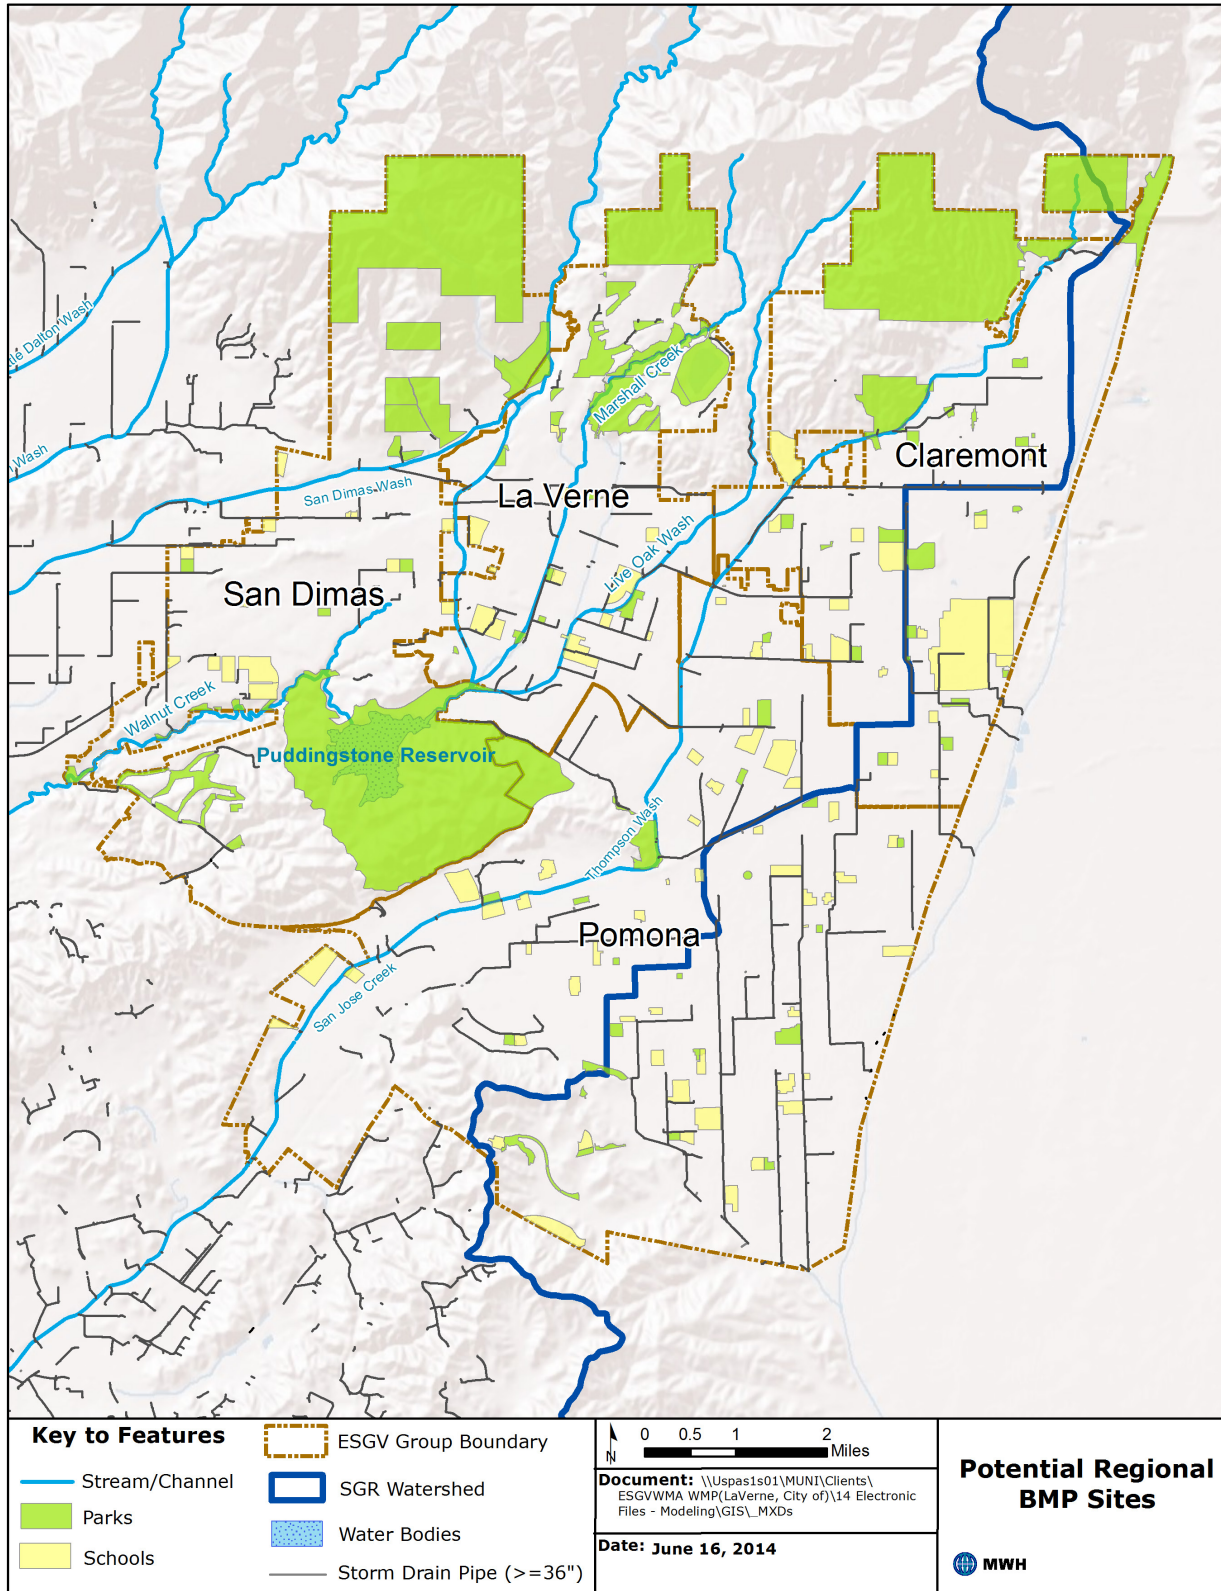 tle Dalton Wash
Marshall Creek
n Wash
Claremont
San Dimas Wash
La Verne
Live Oak Wash
San Dimas
Walnut Creek
Puddingstone Reservoir
Thompson Wash
Pomona
San Jose Creek
Key to Features
Stream/Channel
Parks
Schools
ESGV Group Boundary
SGR Watershed
Water Bodies
Storm Drain Pipe (>=36")
N
0 0.5 1 2
Miles
Document: \\Uspas1s01\MUNI\Clients\
ESGVWMA WMP(LaVerne, City of)\14 Electronic
Files - Modeling\GIS\_MXDs
Date: June 16, 2014
Potential Regional
BMP Sites
MWH